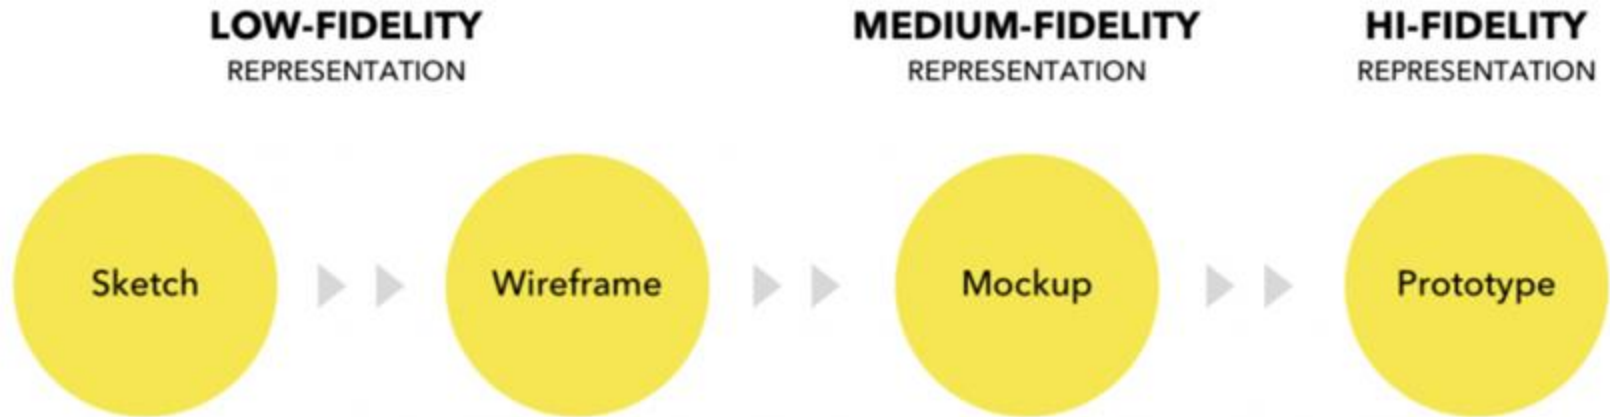 LOW-FIDELITY
REPRESENTATION
MEDIUM-FIDELITY
REPRESENTATION
HI-FIDELITY
REPRESENTATION
Sketch
Wireframe
Mockup
Prototype